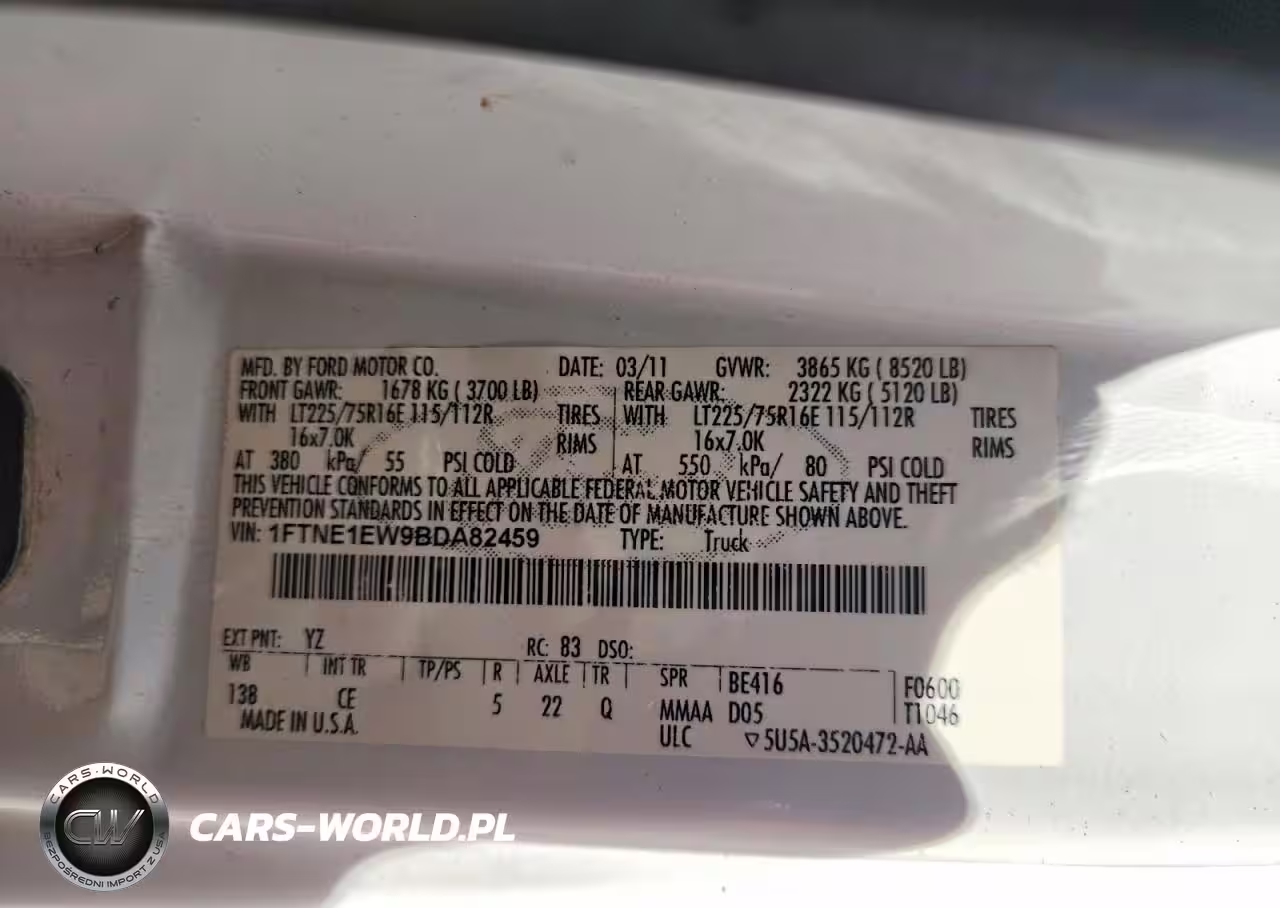 MFD. BY FORD MOTOR CO. DATE: 03/11 GVWR: 3865 KG ( 8520 LB)
FRONT GAWR: 1678 KG ( 3700 LB) REAR GAWR: 2322 KG ( 5120 LB)
WITH LT225/75R16E 115/112R TIRES WITH LT225/75R16E 115/112R TIRES
16x7.0K RIMS 16x7.0K RIMS
AT 380 kPa/ 55 PSI COLD AT 550 kPa/ 80 PSI COLD
THIS VEHICLE CONFORMS TO ALL APPLICABLE FEDERAL MOTOR VEHICLE SAFETY AND THEFT
PREVENTION STANDARDS IN EFFECT ON THE DATE OF MANUFACTURE SHOWN ABOVE.
VIN: 1FTNE1EW9BDA82459 TYPE: Truck
EXT PNT: YZ RC: 83 DSO:
WB INT TR TP/PS R AXLE TR SPR BE416 F0600
138 CE 5 22 Q MMAA D05 T1046
MADE IN U.S.A. ULC 5U5A-3520472-AA
CARS-WORLD
CW
BEZPOŚREDNI IMPORT Z USA
CARS-WORLD.PL